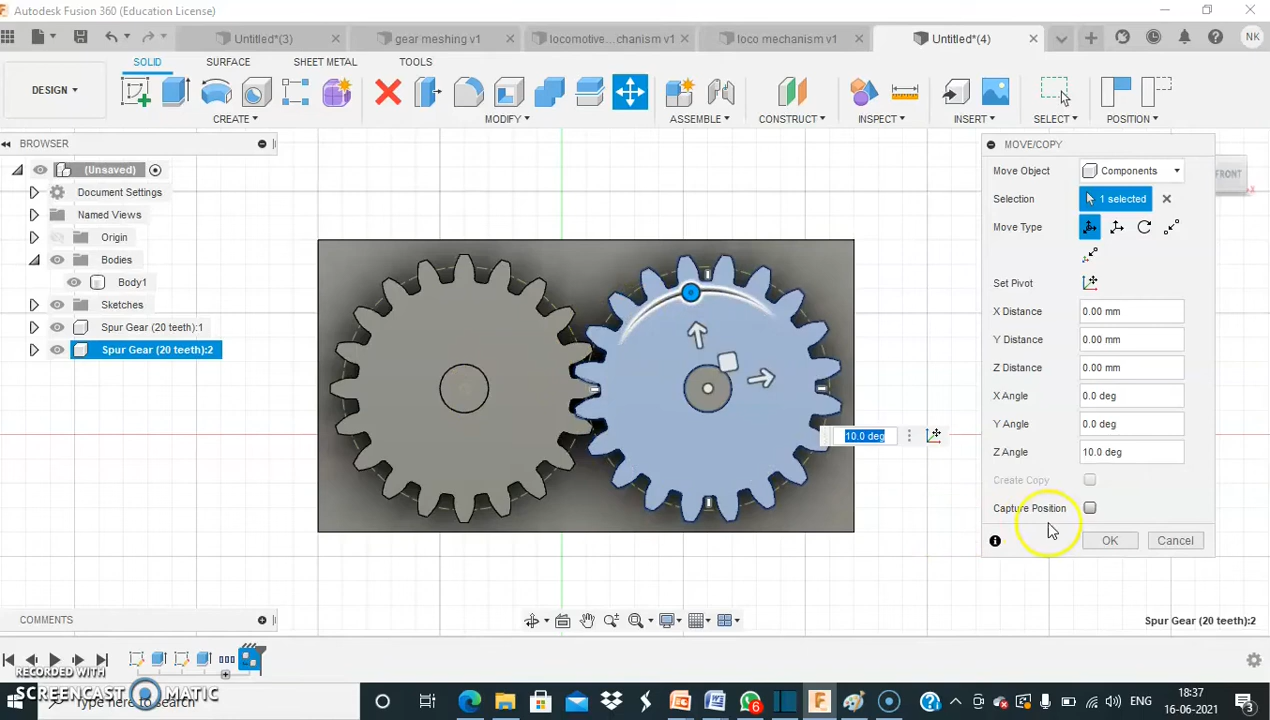 Autodesk Fusion 360 (Education License)
Untitled*(3)
gear meshing v1
locomotive...chanism v1
loco mechanism v1
Untitled*(4)
NK
DESIGN
SOLID
SURFACE
SHEET METAL
TOOLS
CREATE
MODIFY
ASSEMBLE
CONSTRUCT
INSPECT
INSERT
SELECT
POSITION
BROWSER
(Unsaved)
Document Settings
Named Views
Origin
Bodies
Body1
Sketches
Spur Gear (20 teeth):1
Spur Gear (20 teeth):2
10.0 deg
FRONT
X
MOVE/COPY
Move Object Components
Selection 1 selected
Move Type
Set Pivot
X Distance 0.00 mm
Y Distance 0.00 mm
Z Distance 0.00 mm
X Angle 0.0 deg
Y Angle 0.0 deg
Z Angle 10.0 deg
Create Copy
Capture Position
OK Cancel
COMMENTS
Spur Gear (20 teeth):2
RECORDED WITH
SCREENCAST MATIC
Type here to search
6
ENG
18:37
16-06-2021
3